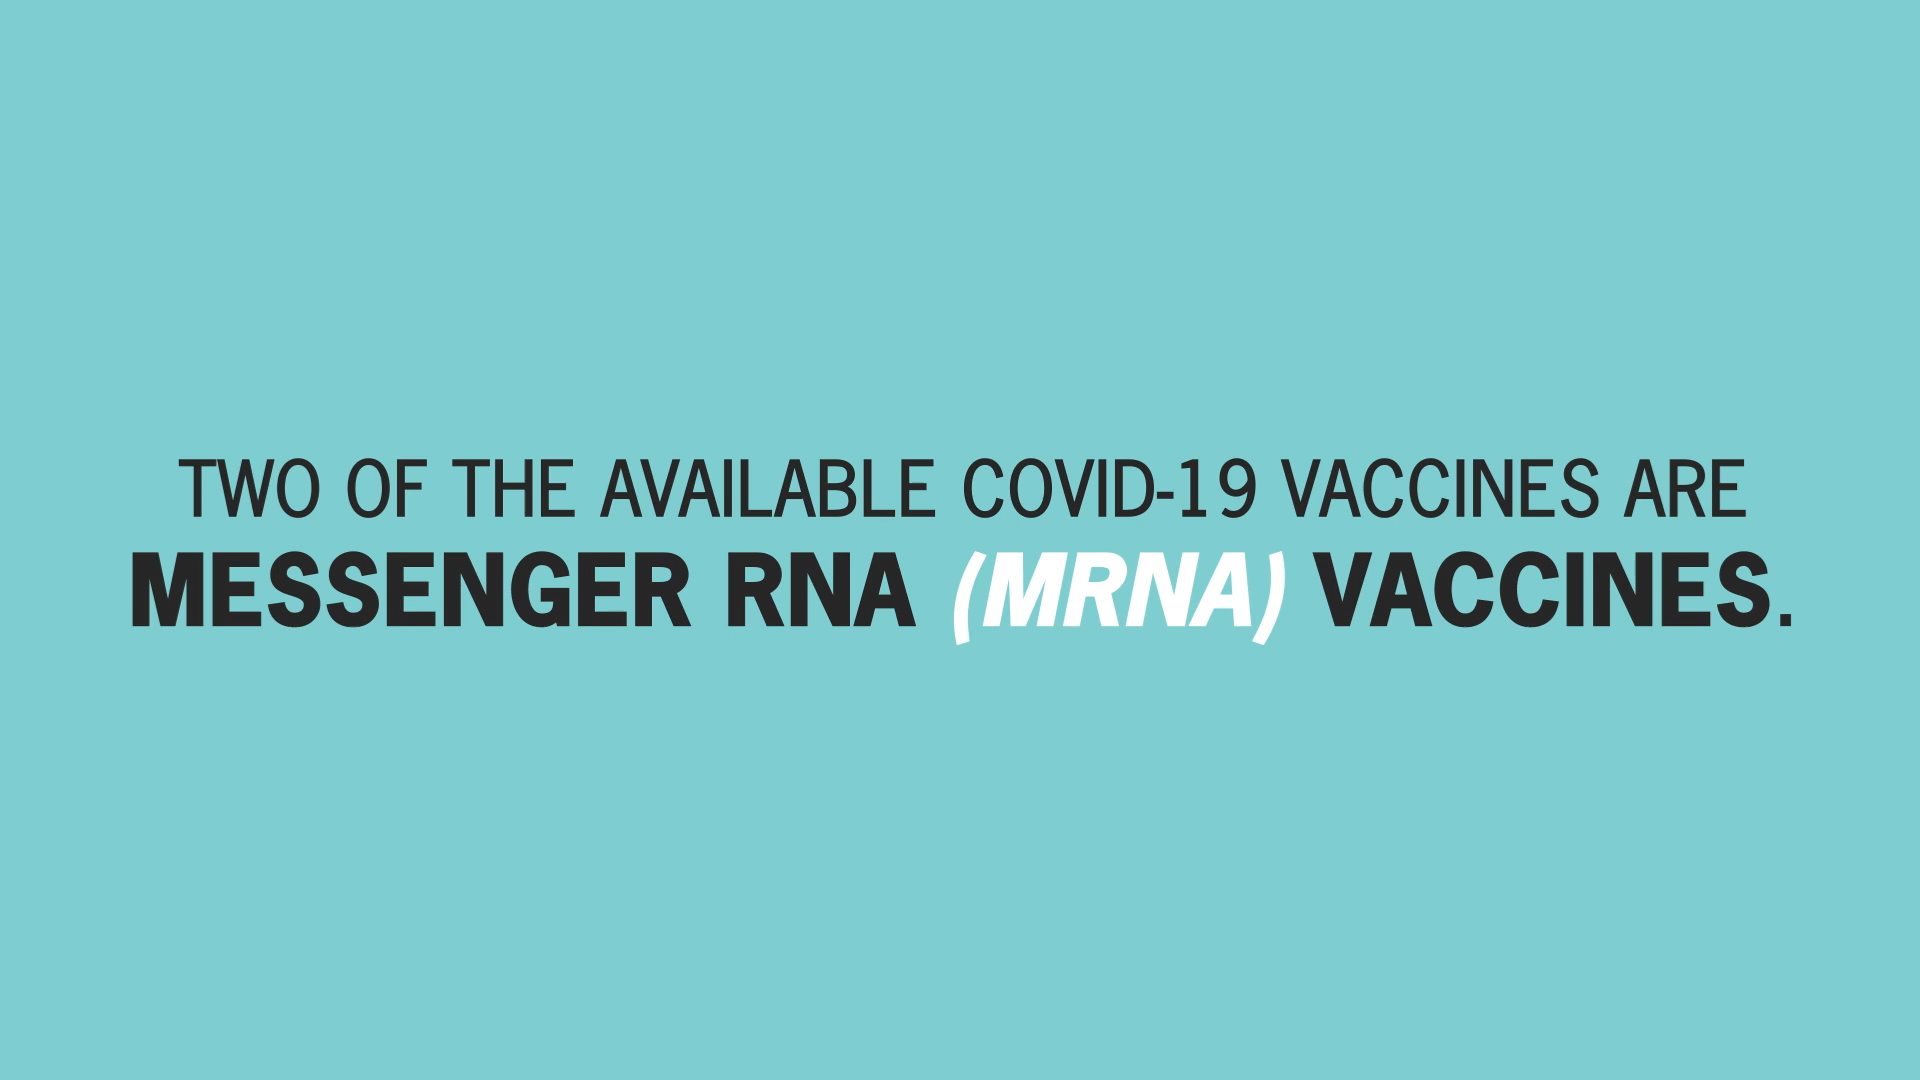 TWO OF THE AVAILABLE COVID-19 VACCINES ARE
MESSENGER RNA (MRNA) VACCINES.